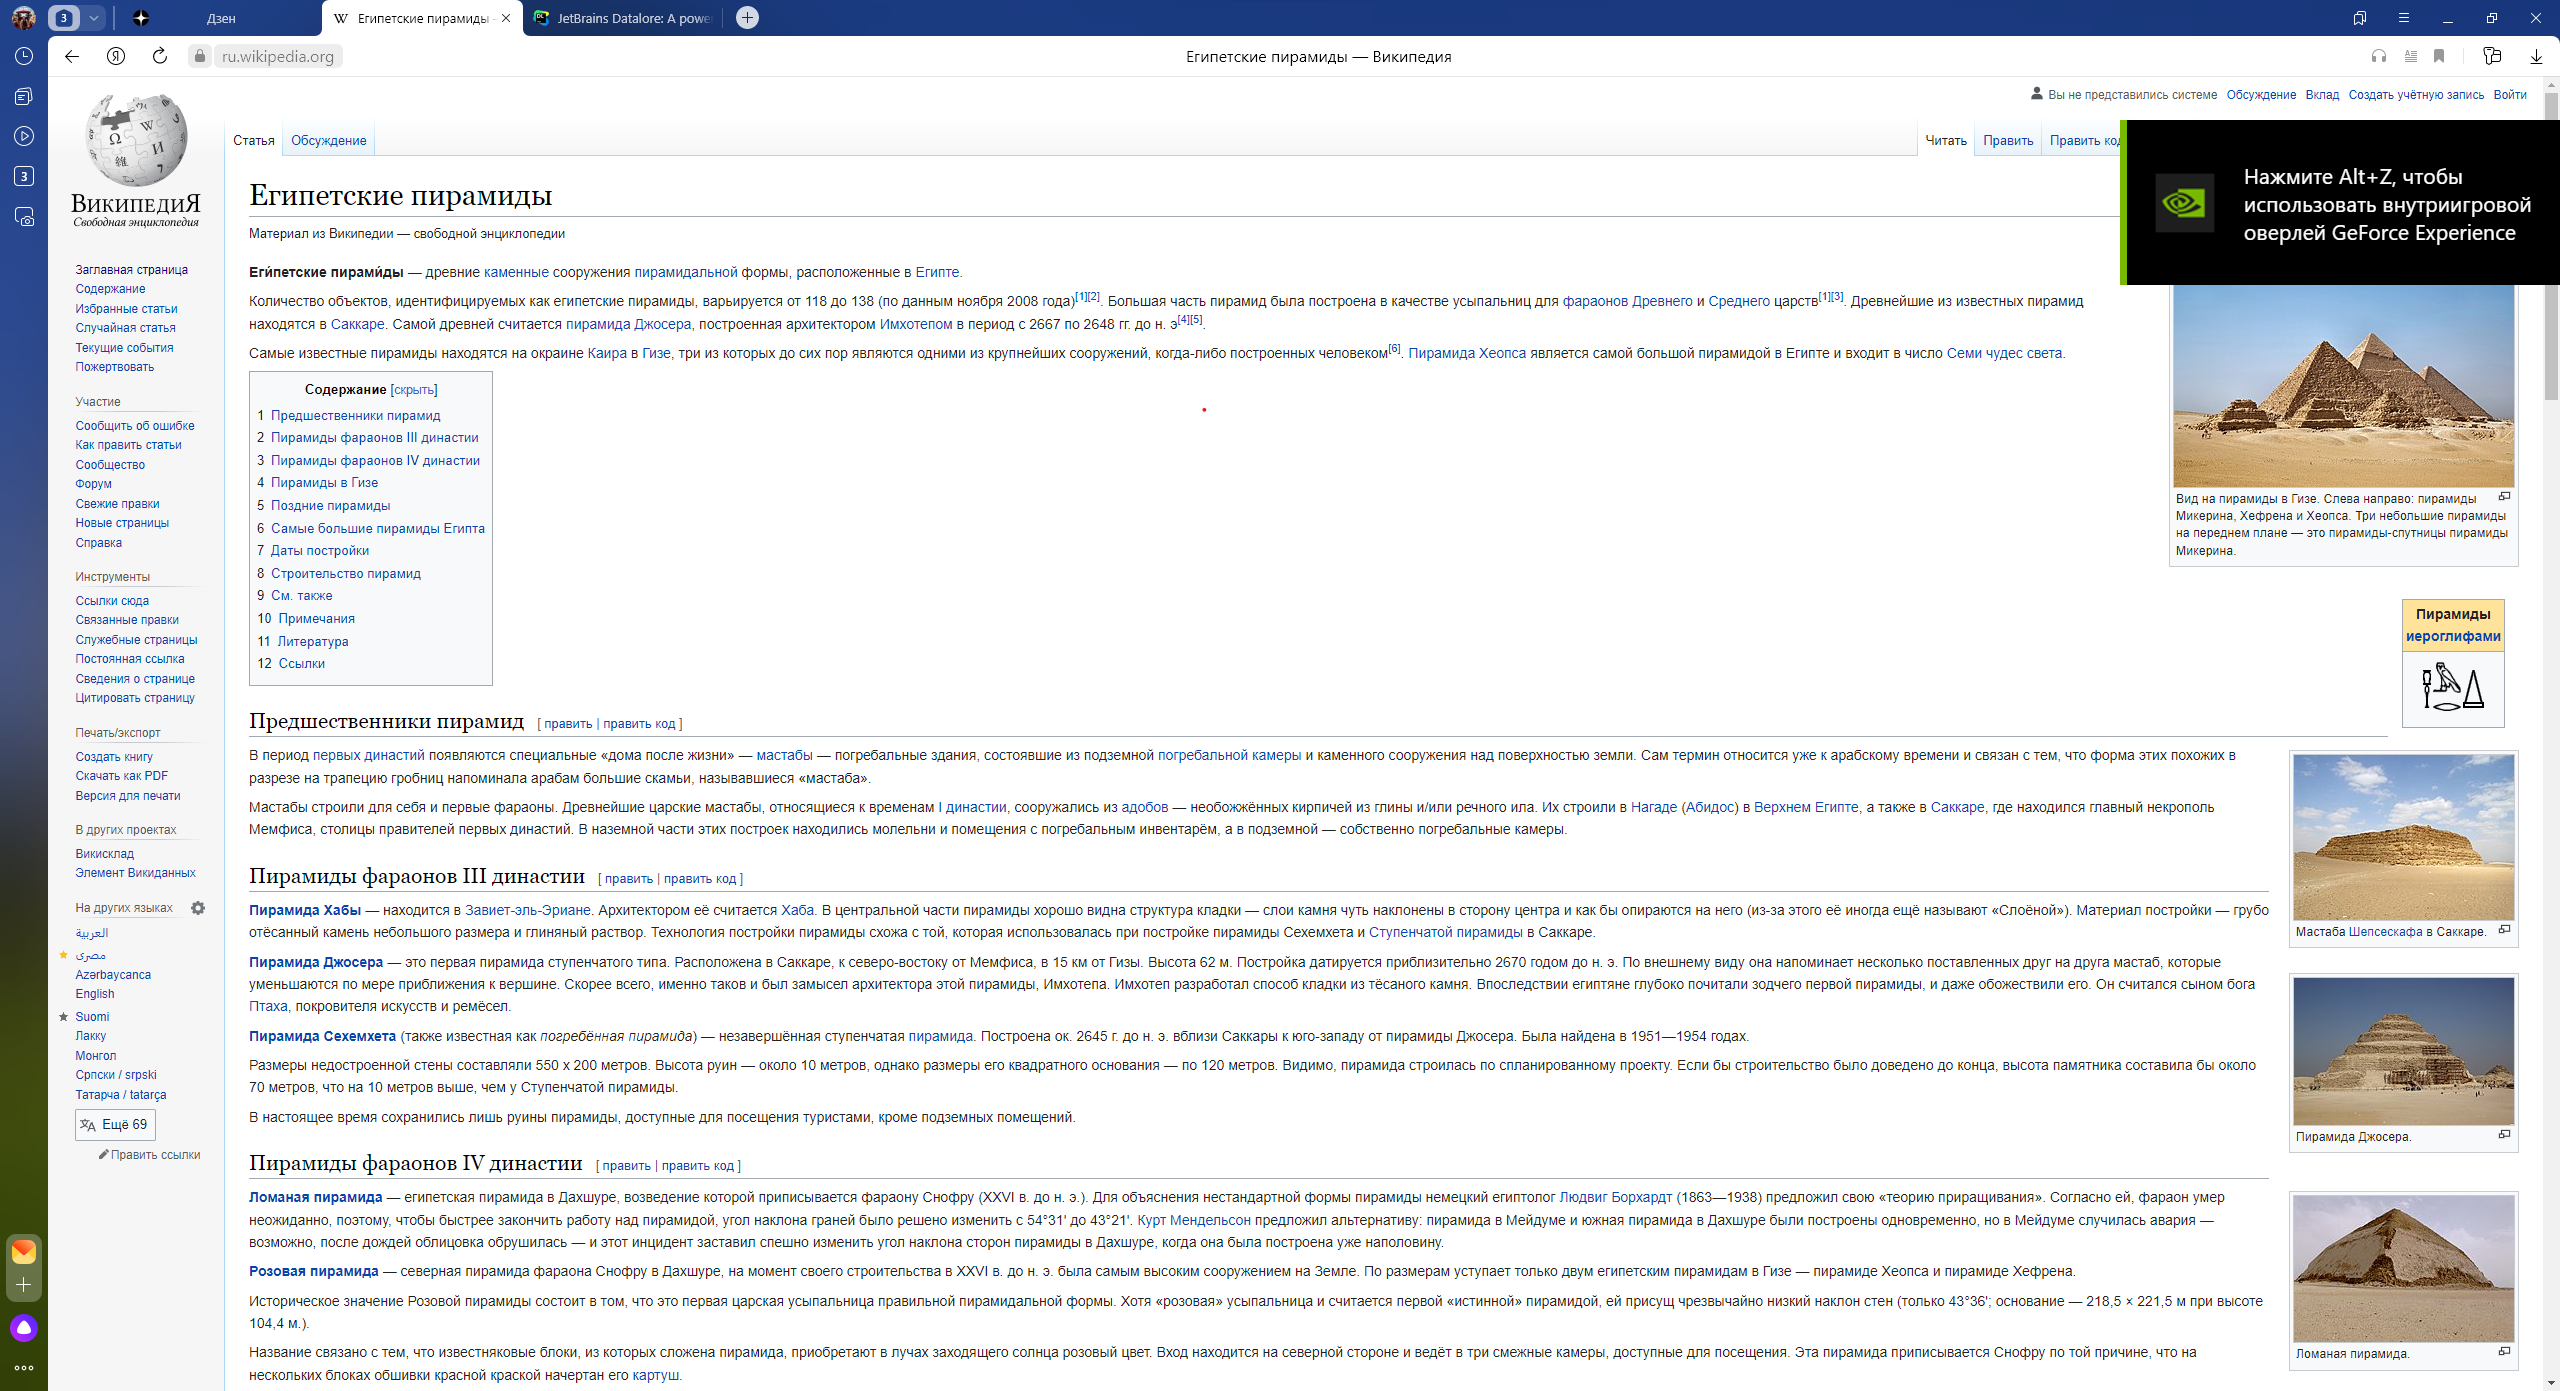 3
Дзен
Египетские пирамиды -
JetBrains Datalore: A powe
ru.wikipedia.org
Египетские пирамиды — Википедия
3
ВИКИПЕДИЯ
Свободная энциклопедия
Вы не представились системе Обсуждение Вклад Создать учётную запись Войти
Статья Обсуждение
Читать Править Править код
Нажмите Alt+Z, чтобы
использовать внутриигровой
оверлей GeForce Experience
Заглавная страница
Содержание
Избранные статьи
Случайная статья
Текущие события
Пожертвовать
Участие
Сообщить об ошибке
Как править статьи
Сообщество
Форум
Свежие правки
Новые страницы
Справка
Инструменты
Ссылки сюда
Связанные правки
Служебные страницы
Постоянная ссылка
Сведения о странице
Цитировать страницу
Печать/экспорт
Создать книгу
Скачать как PDF
Версия для печати
В других проектах
Викисклад
Элемент Викиданных
На других языках
العربية
مصرى
Azərbaycanca
English
Suomi
Лакку
Монгол
Српски / srpski
Татарча / tatarça
Ещё 69
Править ссылки
Египетские пирамиды
Материал из Википедии — свободной энциклопедии
Еги́петские пирами́ды — древние каменные сооружения пирамидальной формы, расположенные в Египте.
Количество объектов, идентифицируемых как египетские пирамиды, варьируется от 118 до 138 (по данным ноября 2008 года)[1][2]. Большая часть пирамид была построена в качестве усыпальниц для фараонов Древнего и Среднего царств[1][3]. Древнейшие из известных пирамид
находятся в Саккаре. Самой древней считается пирамида Джосера, построенная архитектором Имхотепом в период с 2667 по 2648 гг. до н. э[4][5].
Самые известные пирамиды находятся на окраине Каира в Гизе, три из которых до сих пор являются одними из крупнейших сооружений, когда-либо построенных человеком[6]. Пирамида Хеопса является самой большой пирамидой в Египте и входит в число Семи чудес света.
Содержание [скрыть]
1 Предшественники пирамид
2 Пирамиды фараонов III династии
3 Пирамиды фараонов IV династии
4 Пирамиды в Гизе
5 Поздние пирамиды
6 Самые большие пирамиды Египта
7 Даты постройки
8 Строительство пирамид
9 См. также
10 Примечания
11 Литература
12 Ссылки
Вид на пирамиды в Гизе. Слева направо: пирамиды
Микерина, Хефрена и Хеопса. Три небольшие пирамиды
на переднем плане — это пирамиды-спутницы пирамиды
Микерина.
Пирамиды
иероглифами
Предшественники пирамид [ править | править код ]
В период первых династий появляются специальные «дома после жизни» — мастабы — погребальные здания, состоявшие из подземной погребальной камеры и каменного сооружения над поверхностью земли. Сам термин относится уже к арабскому времени и связан с тем, что форма этих похожих в
разрезе на трапецию гробниц напоминала арабам большие скамьи, называвшиеся «мастаба».
Мастабы строили для себя и первые фараоны. Древнейшие царские мастабы, относящиеся к временам I династии, сооружались из адобов — необожжённых кирпичей из глины и/или речного ила. Их строили в Нагаде (Абидос) в Верхнем Египте, а также в Саккаре, где находился главный некрополь
Мемфиса, столицы правителей первых династий. В наземной части этих построек находились молельни и помещения с погребальным инвентарём, а в подземной — собственно погребальные камеры.
Мастаба Шепсескафа в Саккаре.
Пирамиды фараонов III династии [ править | править код ]
Пирамида Хабы — находится в Завиет-эль-Эриане. Архитектором её считается Хаба. В центральной части пирамиды хорошо видна структура кладки — слои камня чуть наклонены в сторону центра и как бы опираются на него (из-за этого её иногда ещё называют «Слоёной»). Материал постройки — грубо
отёсанный камень небольшого размера и глиняный раствор. Технология постройки пирамиды схожа с той, которая использовалась при постройке пирамиды Сехемхета и Ступенчатой пирамиды в Саккаре.
Пирамида Джосера — это первая пирамида ступенчатого типа. Расположена в Саккаре, к северо-востоку от Мемфиса, в 15 км от Гизы. Высота 62 м. Постройка датируется приблизительно 2670 годом до н. э. По внешнему виду она напоминает несколько поставленных друг на друга мастаб, которые
уменьшаются по мере приближения к вершине. Скорее всего, именно таков и был замысел архитектора этой пирамиды, Имхотепа. Имхотеп разработал способ кладки из тёсаного камня. Впоследствии египтяне глубоко почитали зодчего первой пирамиды, и даже обожествили его. Он считался сыном бога
Птаха, покровителя искусств и ремёсел.
Пирамида Сехемхета (также известная как погребённая пирамида) — незавершённая ступенчатая пирамида. Построена ок. 2645 г. до н. э. вблизи Саккары к юго-западу от пирамиды Джосера. Была найдена в 1951—1954 годах.
Размеры недостроенной стены составляли 550 x 200 метров. Высота руин — около 10 метров, однако размеры его квадратного основания — по 120 метров. Видимо, пирамида строилась по спланированному проекту. Если бы строительство было доведено до конца, высота памятника составила бы около
70 метров, что на 10 метров выше, чем у Ступенчатой пирамиды.
В настоящее время сохранились лишь руины пирамиды, доступные для посещения туристами, кроме подземных помещений.
Пирамида Джосера.
Пирамиды фараонов IV династии [ править | править код ]
Ломаная пирамида — египетская пирамида в Дахшуре, возведение которой приписывается фараону Снофру (XXVI в. до н. э.). Для объяснения нестандартной формы пирамиды немецкий египтолог Людвиг Борхардт (1863—1938) предложил свою «теорию приращивания». Согласно ей, фараон умер
неожиданно, поэтому, чтобы быстрее закончить работу над пирамидой, угол наклона граней было решено изменить с 54°31' до 43°21'. Курт Мендельсон предложил альтернативу: пирамида в Мейдуме и южная пирамида в Дахшуре были построены одновременно, но в Мейдуме случилась авария —
возможно, после дождей облицовка обрушилась — и этот инцидент заставил спешно изменить угол наклона сторон пирамиды в Дахшуре, когда она была построена уже наполовину.
Розовая пирамида — северная пирамида фараона Снофру в Дахшуре, на момент своего строительства в XXVI в. до н. э. была самым высоким сооружением на Земле. По размерам уступает только двум египетским пирамидам в Гизе — пирамиде Хеопса и пирамиде Хефрена.
Историческое значение Розовой пирамиды состоит в том, что это первая царская усыпальница правильной пирамидальной формы. Хотя «розовая» усыпальница и считается первой «истинной» пирамидой, ей присущ чрезвычайно низкий наклон стен (только 43°36'; основание — 218,5 × 221,5 м при высоте
104,4 м.).
Название связано с тем, что известняковые блоки, из которых сложена пирамида, приобретают в лучах заходящего солнца розовый цвет. Вход находится на северной стороне и ведёт в три смежные камеры, доступные для посещения. Эта пирамида приписывается Снофру по той причине, что на
нескольких блоках обшивки красной краской начертан его картуш.
Ломаная пирамида.